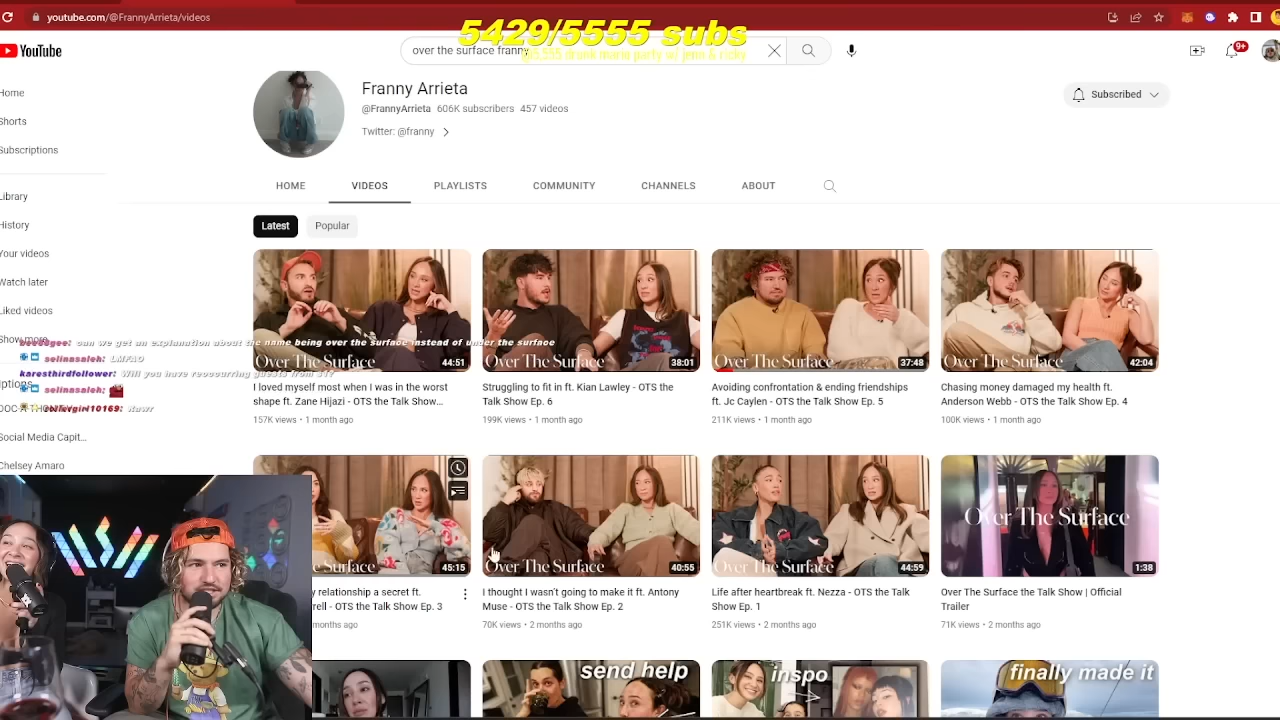 youtube.com/@FrannyArrieta/videos
5429/5555 subs
YouTube
over the surface franny
9+
Home
Shorts
Subscriptions
Library
History
Your videos
Watch later
Liked videos
Show more
Social Media Capit...
Chelsey Amaro
Franny Arrieta
@FrannyArrieta 606K subscribers 457 videos
Twitter: @franny
Subscribed
HOME VIDEOS PLAYLISTS COMMUNITY CHANNELS ABOUT
Latest Popular
Over The Surface 44:51
Over The Surface 38:01
Over The Surface 37:48
Over The Surface 42:04
can we get an explanation about the name being over the surface instead of under the surface
selinnsaleh: LMFAO
karesthirdfollower: Will you have reoccurring guests from s1?
selinnsaleh:
Rawr
I loved myself most when I was in the worst
shape ft. Zane Hijazi - OTS the Talk Show...
157K views • 1 month ago
Struggling to fit in ft. Kian Lawley - OTS the
Talk Show Ep. 6
199K views • 1 month ago
Avoiding confrontation & ending friendships
ft. Jc Caylen - OTS the Talk Show Ep. 5
211K views • 1 month ago
Chasing money damaged my health ft.
Anderson Webb - OTS the Talk Show Ep. 4
100K views • 1 month ago
Surface 45:15
Over The Surface 40:55
Over The Surface 44:59
Over The Surface 1:38
y relationship a secret ft.
rell - OTS the Talk Show Ep. 3
months ago
I thought I wasn't going to make it ft. Antony
Muse - OTS the Talk Show Ep. 2
70K views • 2 months ago
Life after heartbreak ft. Nezza - OTS the Talk
Show Ep. 1
251K views • 2 months ago
Over The Surface the Talk Show | Official
Trailer
71K views • 2 months ago
send help
inspo
finally made it